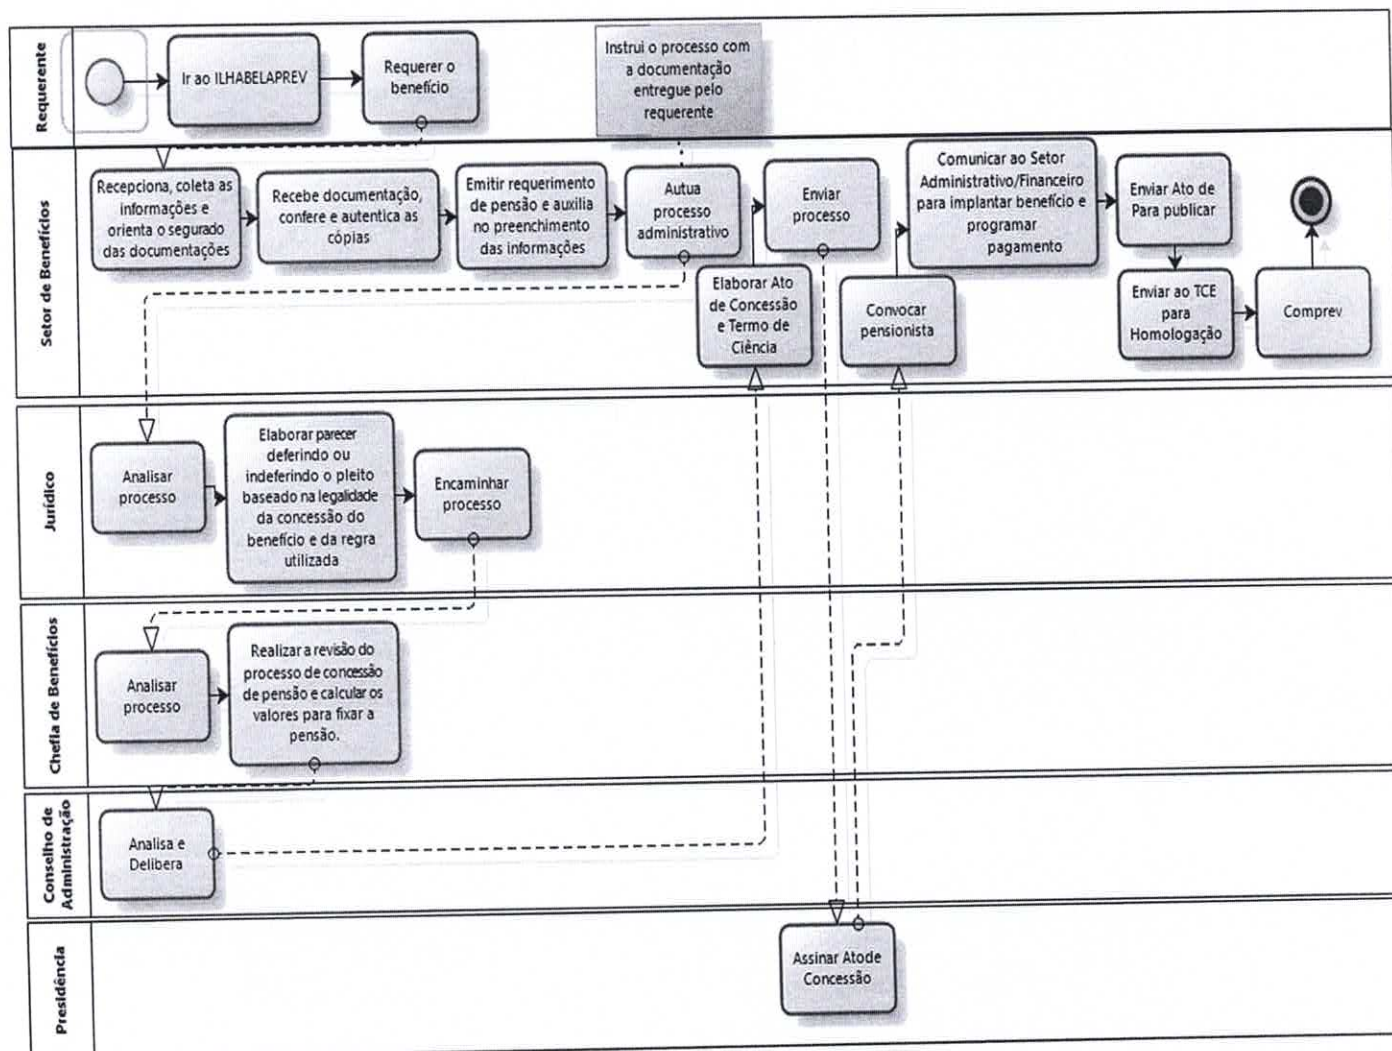 Requerente
Ir ao ILHABELAPREV
Requerer o
benefício
Instrui o processo com
a documentação
entregue pelo
requerente
Setor de Benefícios
Recepciona, coleta as
informações e
orienta o segurado
das documentações
Recebe documentação,
confere e autentica as
cópias
Emitir requerimento
de pensão e auxilia
no preenchimento
das informações
Autua
processo
administrativo
Elaborar Ato
de Concessão
e Termo de
Ciência
Enviar
processo
Convocar
pensionista
Comunicar ao Setor
Administrativo/Financeiro
para implantar benefício e
programar
pagamento
Enviar Ato de
Para publicar
Enviar ao TCE
para
Homologação
Comprev
Jurídico
Analisar
processo
Elaborar parecer
deferindo ou
indeferindo o pleito
baseado na legalidade
da concessão do
benefício e da regra
utilizada
Encaminhar
processo
Chefia de Benefícios
Analisar
processo
Realizar a revisão do
processo de concessão
de pensão e calcular os
valores para fixar a
pensão.
Conselho de
Administração
Analisa e
Delibera
Presidência
Assinar Atode
Concessão